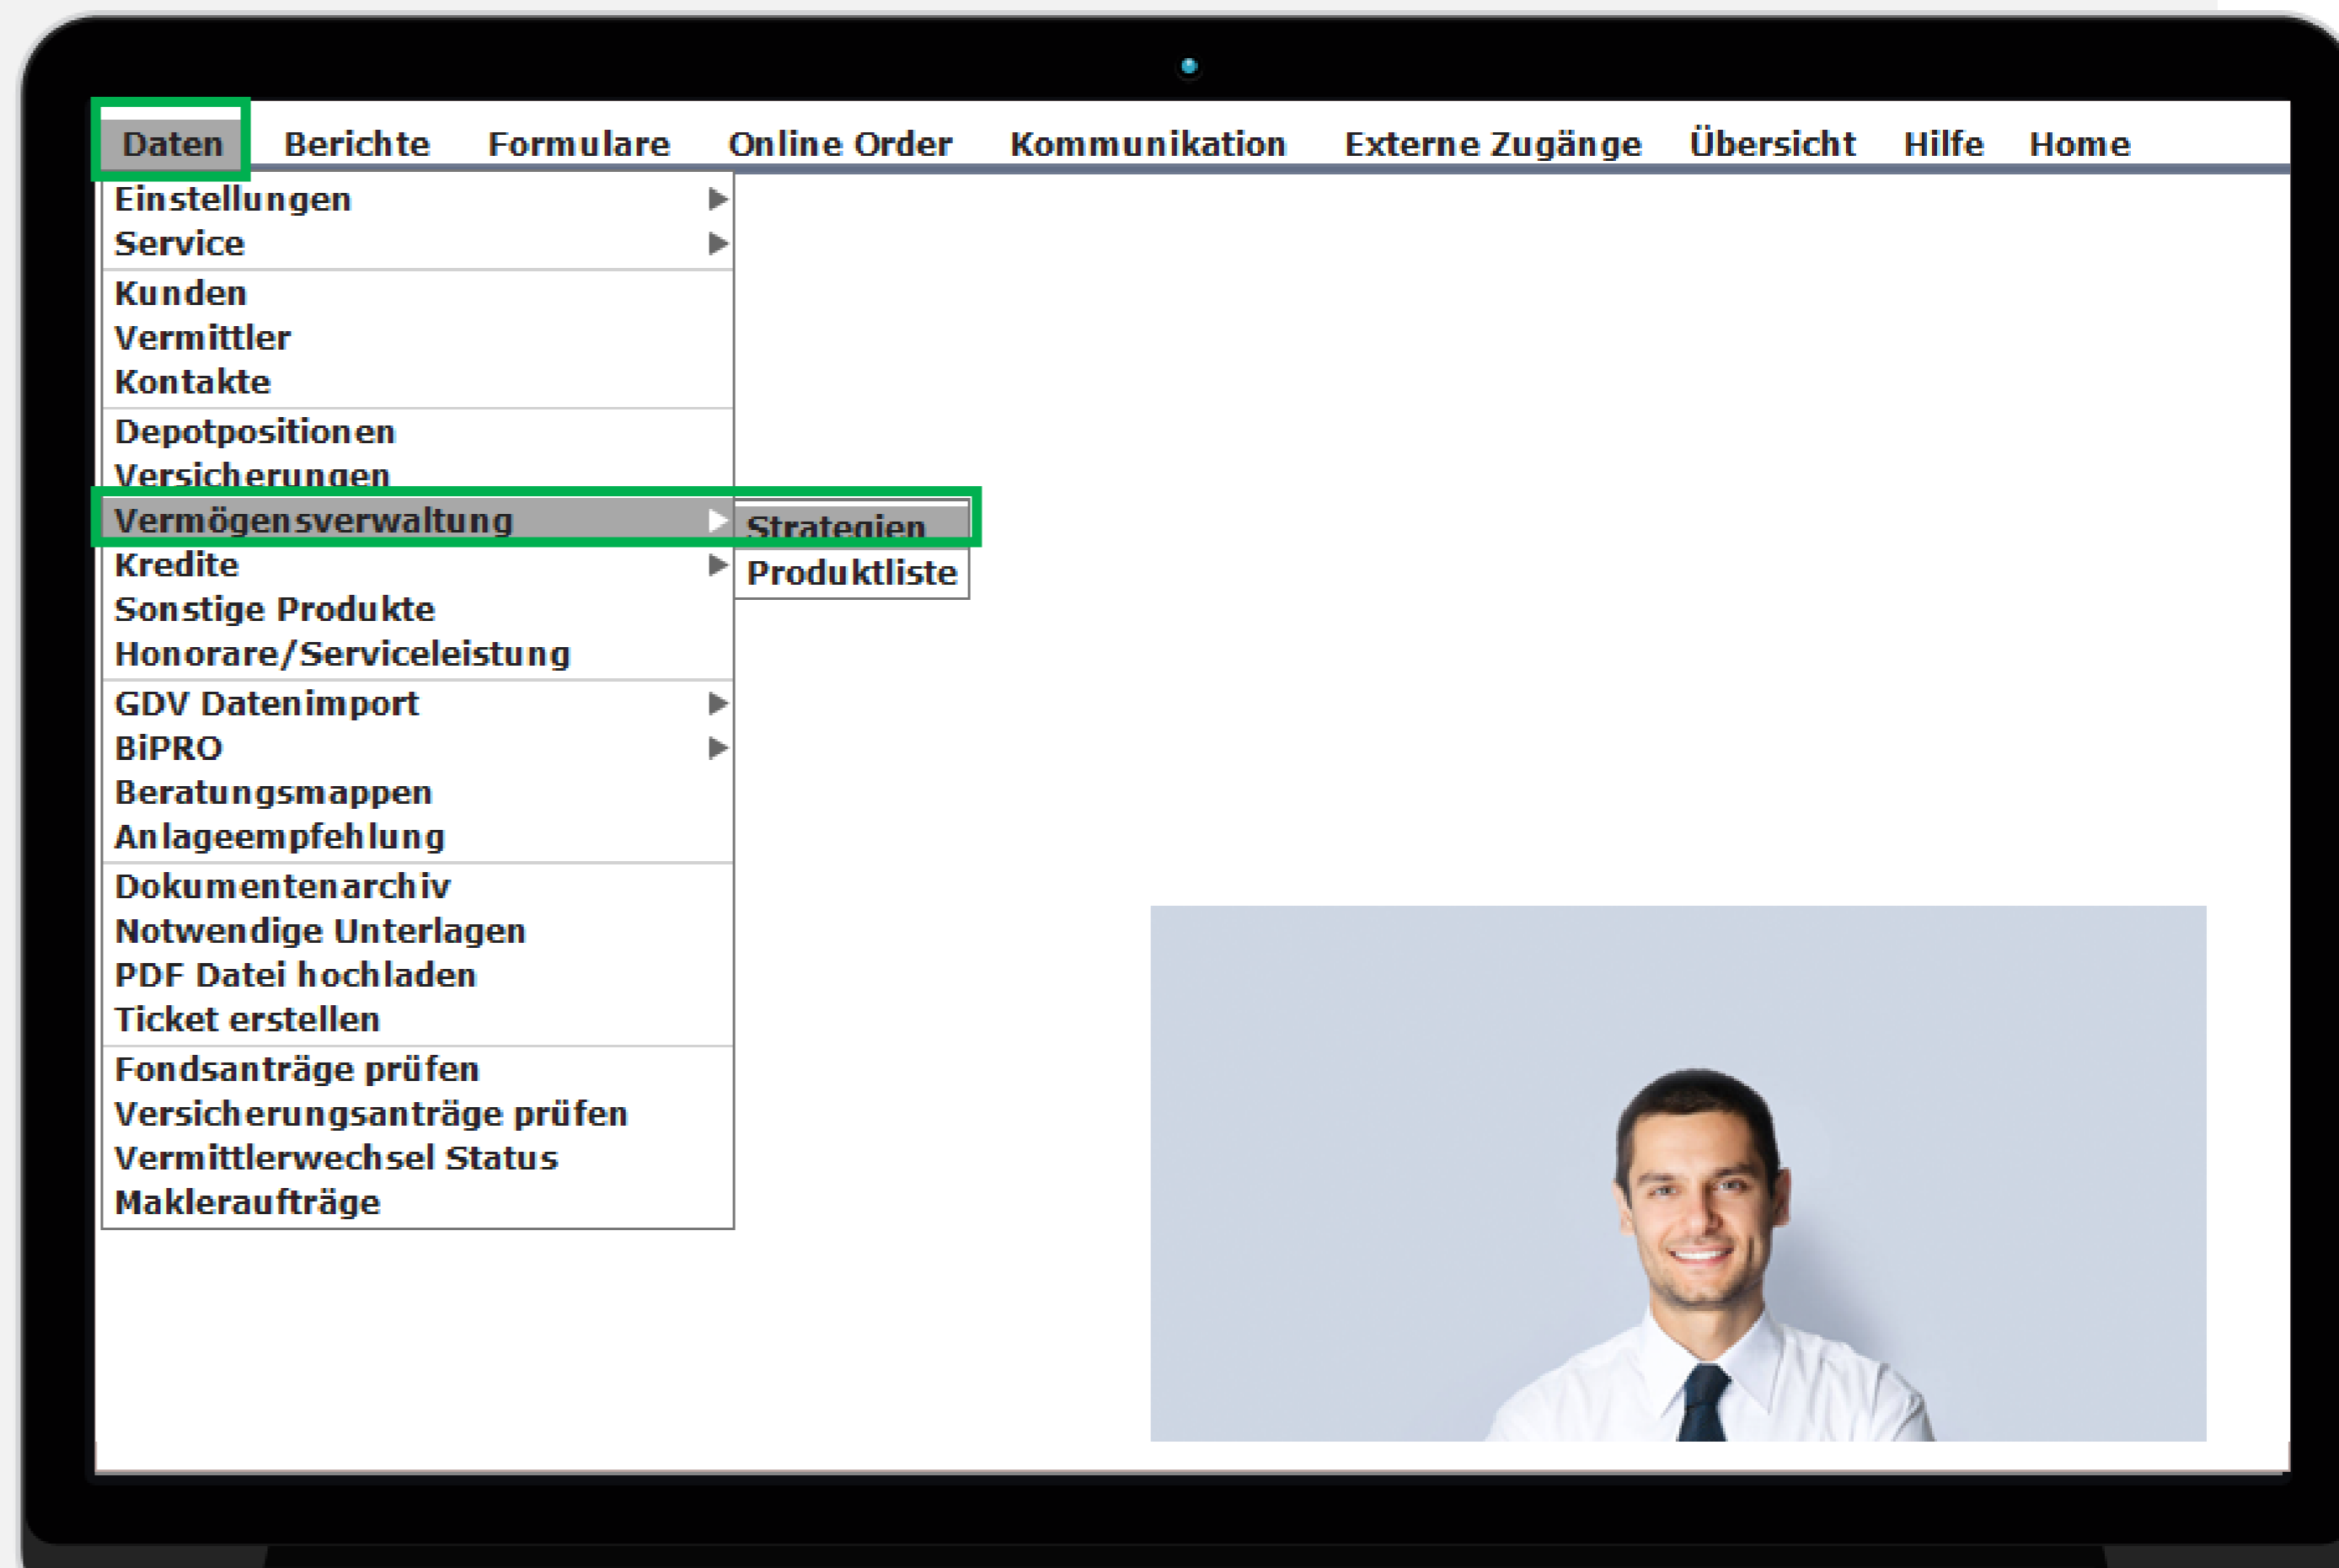 Daten Berichte Formulare Online Order Kommunikation Externe Zugänge Übersicht Hilfe Home
Einstellungen
Service
Kunden
Vermittler
Kontakte
Depotpositionen
Versicherungen
Vermögensverwaltung
Strategien
Kredite
Produktliste
Sonstige Produkte
Honorare/Serviceleistung
GDV Datenimport
BiPRO
Beratungsmappen
Anlageempfehlung
Dokumentenarchiv
Notwendige Unterlagen
PDF Datei hochladen
Ticket erstellen
Fondsanträge prüfen
Versicherungsanträge prüfen
Vermittlerwechsel Status
Makleraufträge